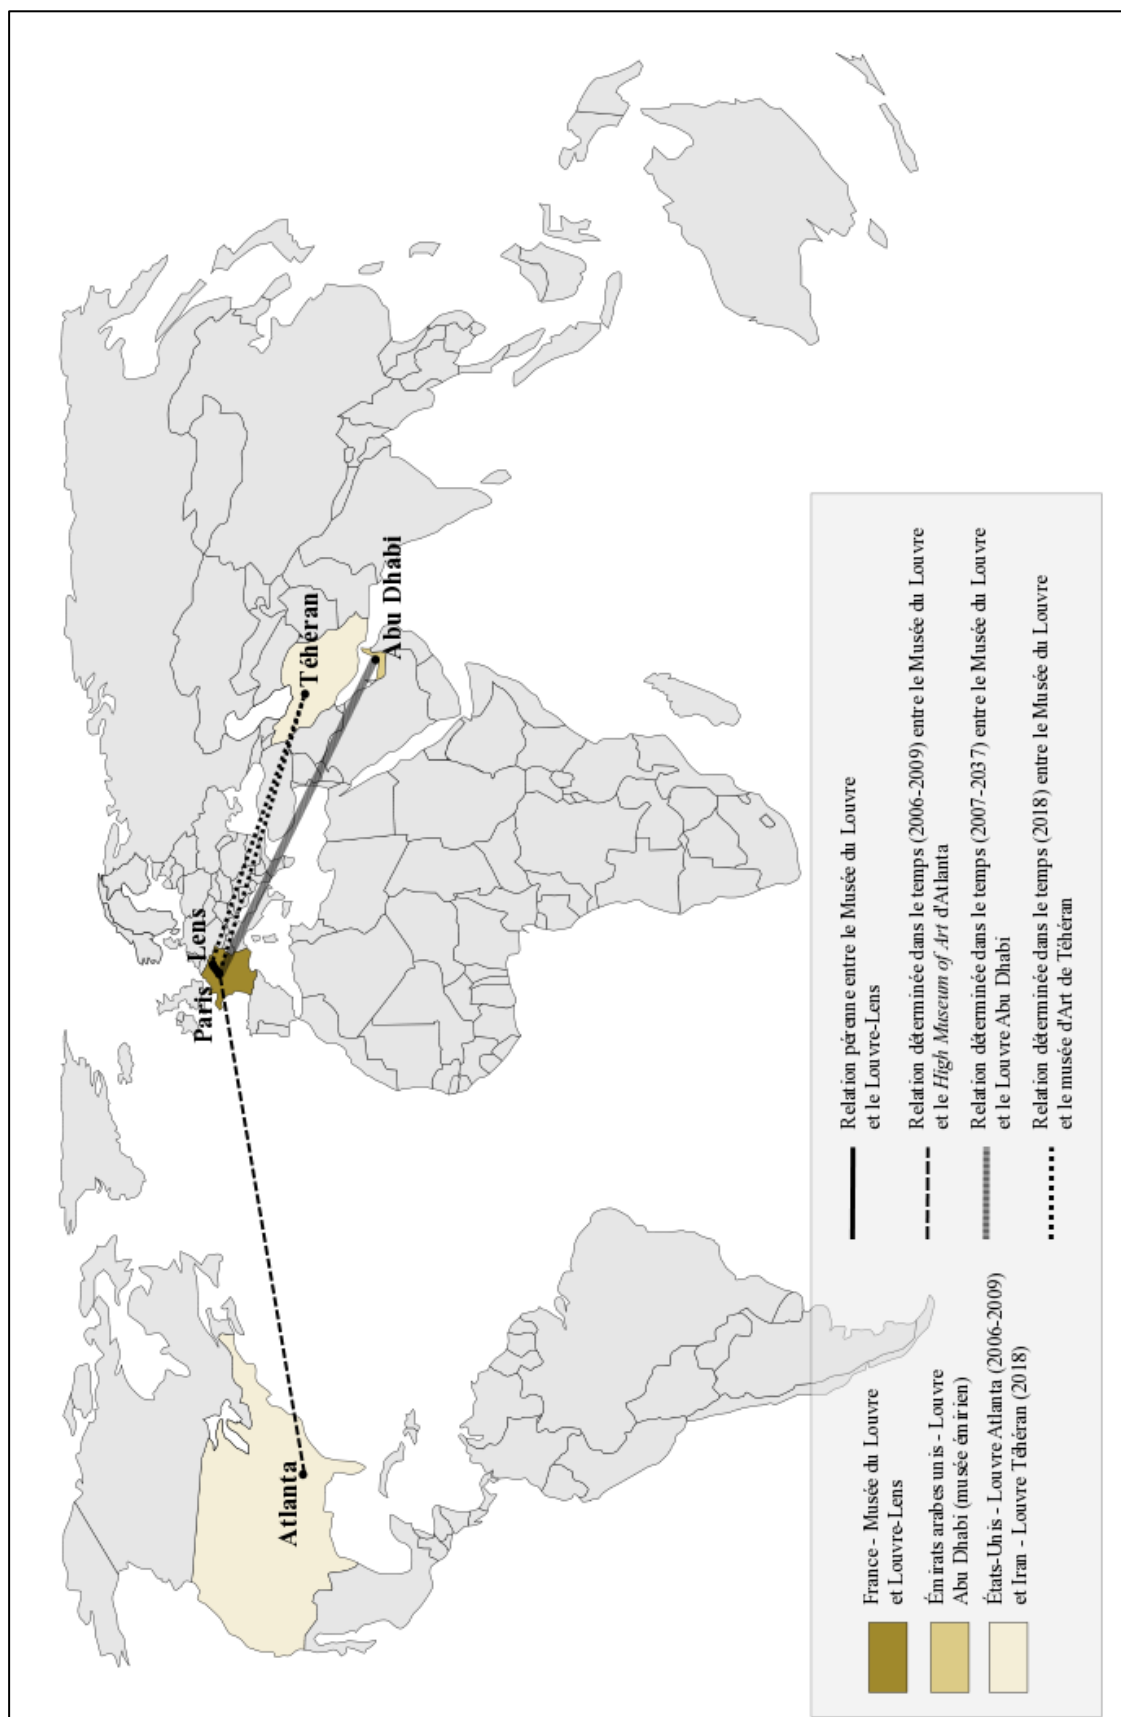 Atlanta
Paris
Lens
Téhéran
Abu Dhabi
France - Musée du Louvre
et Louvre-Lens
Émirats arabes unis - Louvre
Abu Dhabi (musée émirien)
États-Unis - Louvre Atlanta (2006-2009)
et Iran - Louvre Téhéran (2018)
Relation pérenne entre le Musée du Louvre
et le Louvre-Lens
Relation déterminée dans le temps (2006-2009) entre le Musée du Louvre
et le High Museum of Art d'Atlanta
Relation déterminée dans le temps (2007-2037) entre le Musée du Louvre
et le Louvre Abu Dhabi
Relation déterminée dans le temps (2018) entre le Musée du Louvre
et le musée d'Art de Téhéran